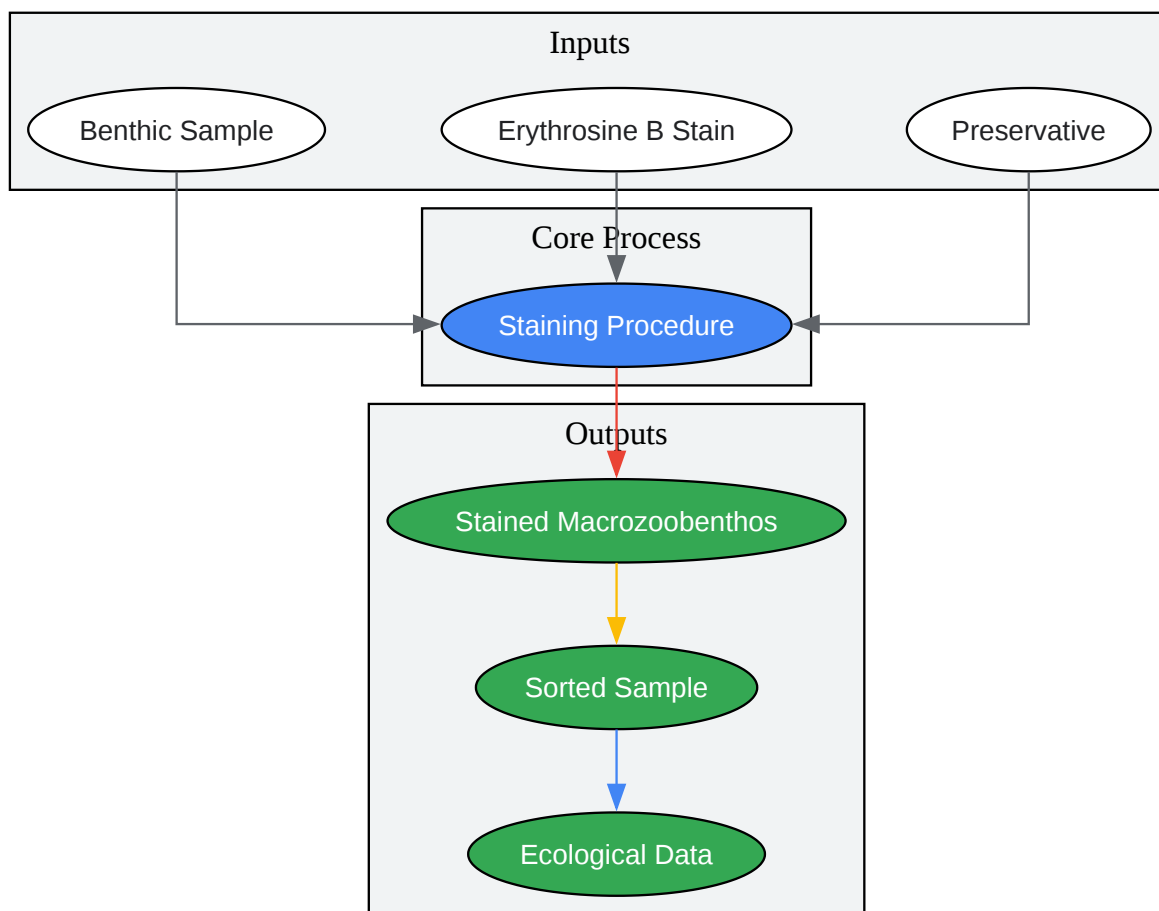 Inputs
Benthic Sample
Erythrosine B Stain
Preservative
Core Process
Staining Procedure
Outputs
Stained Macrozoobenthos
Sorted Sample
Ecological Data